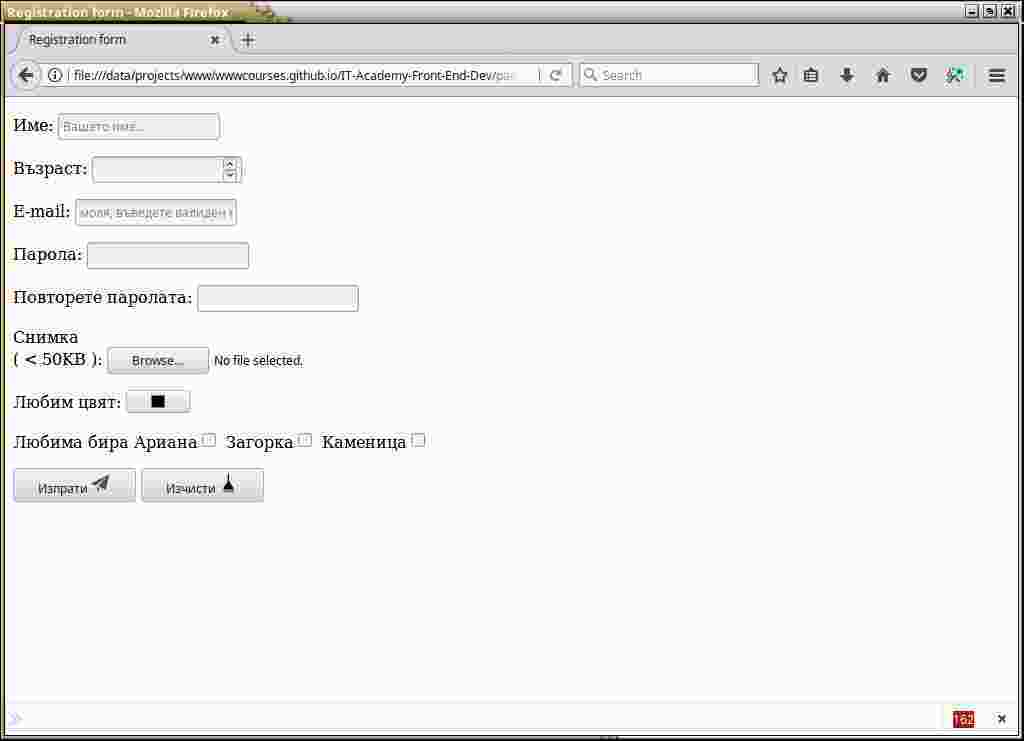 Registration form - Mozilla Firefox
Registration form
file:///data/projects/www/wwwcourses.github.io/IT-Academy-Front-End-Dev/pa
Search
Име: Вашето име...
Възраст:
E-mail: моля, въведете валиден
Парола:
Повторете паролата:
Снимка
( < 50KB ): Browse... No file selected.
Любим цвят:
Любима бира Ариана Загорка Каменица
Изпрати Изчисти
162